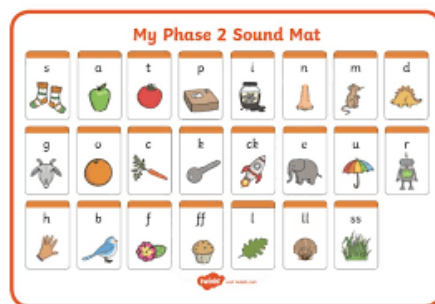 My Phase 2 Sound Mat
s a t p i n m d
g o c k ck e u r
h b f ff l ll ss
twinkl